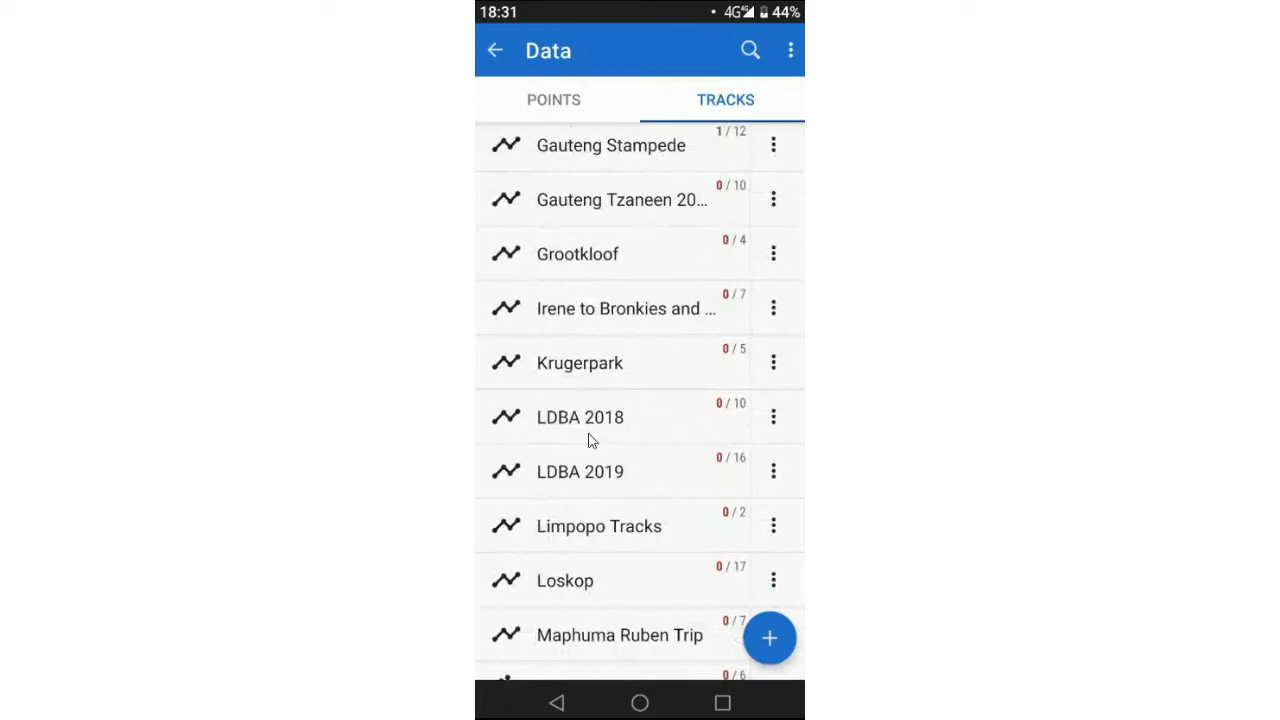 18:31
4G 4G 44%
Data
POINTS
TRACKS
Gauteng Stampede
1 / 12
Gauteng Tzaneen 20...
0 / 10
Grootkloof
0 / 4
Irene to Bronkies and ...
0 / 7
Krugerpark
0 / 5
LDBA 2018
0 / 10
LDBA 2019
0 / 16
Limpopo Tracks
0 / 2
Loskop
0 / 17
Maphuma Ruben Trip
0 / 7
0 / 6